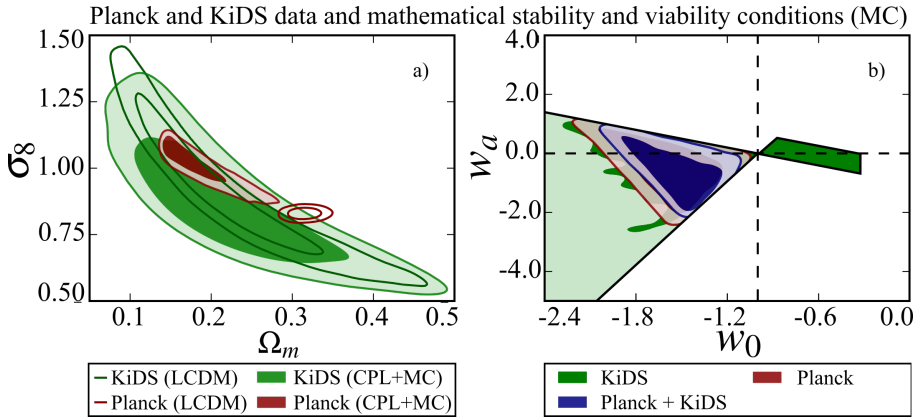 Planck and KiDS data and mathematical stability and viability conditions (MC)
a)
σ8
1.50
1.25
1.00
0.75
0.50
0.1
0.2
0.3
0.4
0.5
Ωm
b)
wa
4.0
2.0
0.0
-2.0
-4.0
-2.4
-1.8
-1.2
-0.6
0.0
w0
KiDS (LCDM)
KiDS (CPL+MC)
Planck (LCDM)
Planck (CPL+MC)
KiDS
Planck
Planck + KiDS